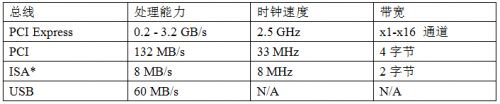 总线 处理能力 时钟速度 带宽
PCI Express 0.2 - 3.2 GB/s 2.5 GHz x1-x16 通道
PCI 132 MB/s 33 MHz 4 字节
ISA* 8 MB/s 8 MHz 2 字节
USB 60 MB/s N/A N/A